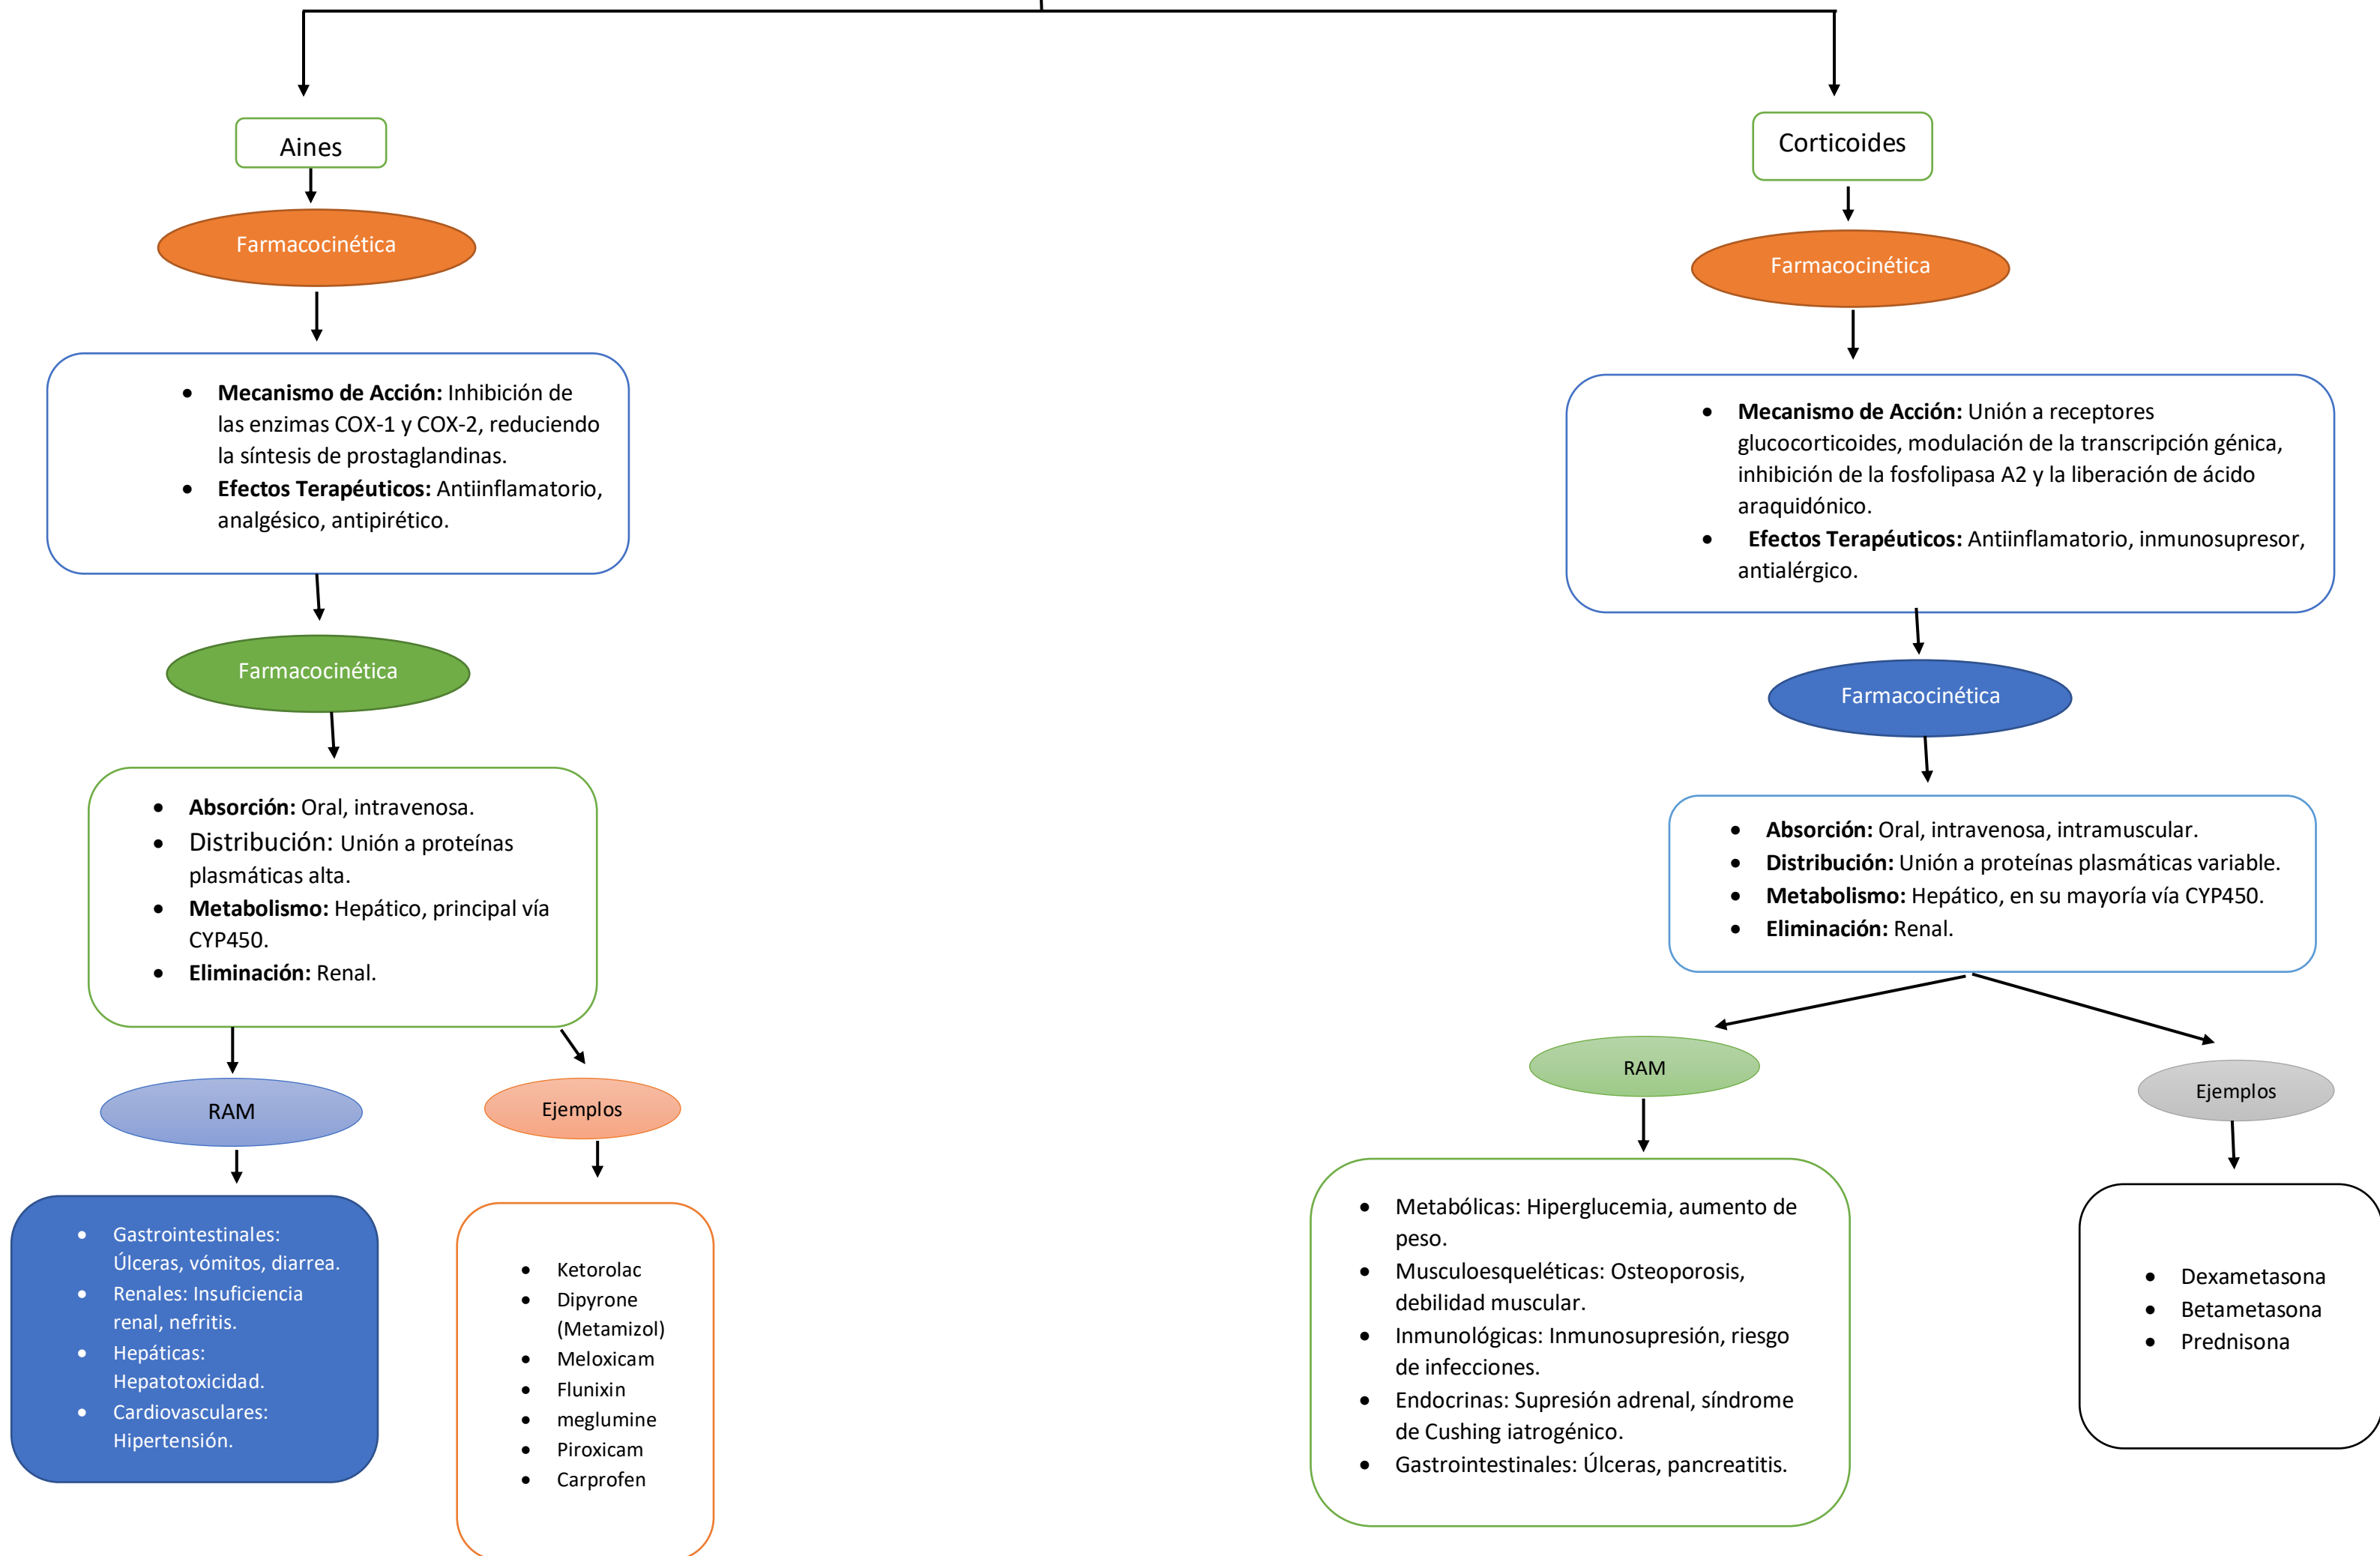 Aines
Farmacocinética
• Mecanismo de Acción: Inhibición de
las enzimas COX-1 y COX-2, reduciendo
la síntesis de prostaglandinas.
• Efectos Terapéuticos: Antiinflamatorio,
analgésico, antipirético.
Farmacocinética
• Absorción: Oral, intravenosa.
• Distribución: Unión a proteínas
plasmáticas alta.
• Metabolismo: Hepático, principal vía
CYP450.
• Eliminación: Renal.
RAM
• Gastrointestinales:
Úlceras, vómitos, diarrea.
• Renales: Insuficiencia
renal, nefritis.
• Hepáticas:
Hepatotoxicidad.
• Cardiovasculares:
Hipertensión.
Ejemplos
• Ketorolac
• Dipyrone
(Metamizol)
• Meloxicam
• Flunixin
• meglumine
• Piroxicam
• Carprofen
Corticoides
Farmacocinética
• Mecanismo de Acción: Unión a receptores
glucocorticoides, modulación de la transcripción génica,
inhibición de la fosfolipasa A2 y la liberación de ácido
araquidónico.
• Efectos Terapéuticos: Antiinflamatorio, inmunosupresor,
antialérgico.
Farmacocinética
• Absorción: Oral, intravenosa, intramuscular.
• Distribución: Unión a proteínas plasmáticas variable.
• Metabolismo: Hepático, en su mayoría vía CYP450.
• Eliminación: Renal.
RAM
• Metabólicas: Hiperglucemia, aumento de
peso.
• Musculoesqueléticas: Osteoporosis,
debilidad muscular.
• Inmunológicas: Inmunosupresión, riesgo
de infecciones.
• Endocrinas: Supresión adrenal, síndrome
de Cushing iatrogénico.
• Gastrointestinales: Úlceras, pancreatitis.
Ejemplos
• Dexametasona
• Betametasona
• Prednisona